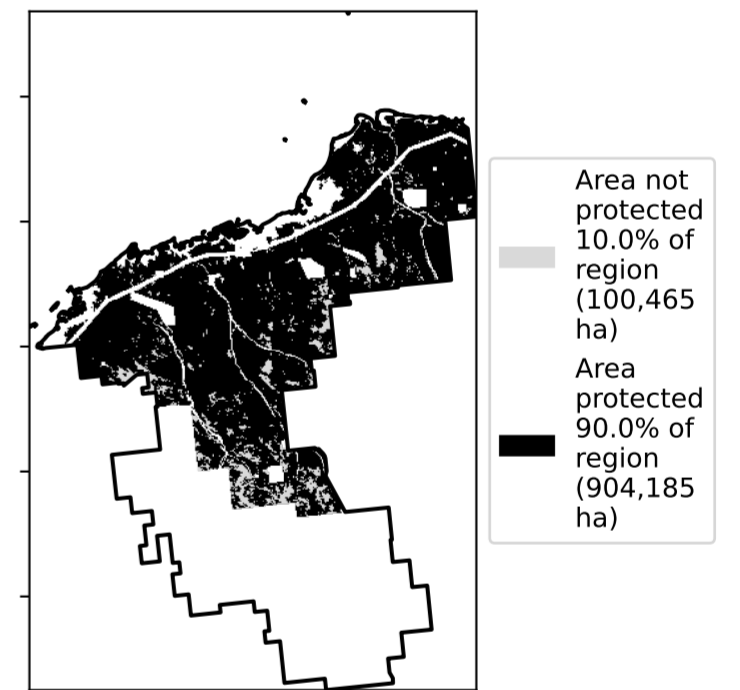 Area not
protected
10.0% of
region
(100,465
ha)
Area
protected
90.0% of
region
(904,185
ha)